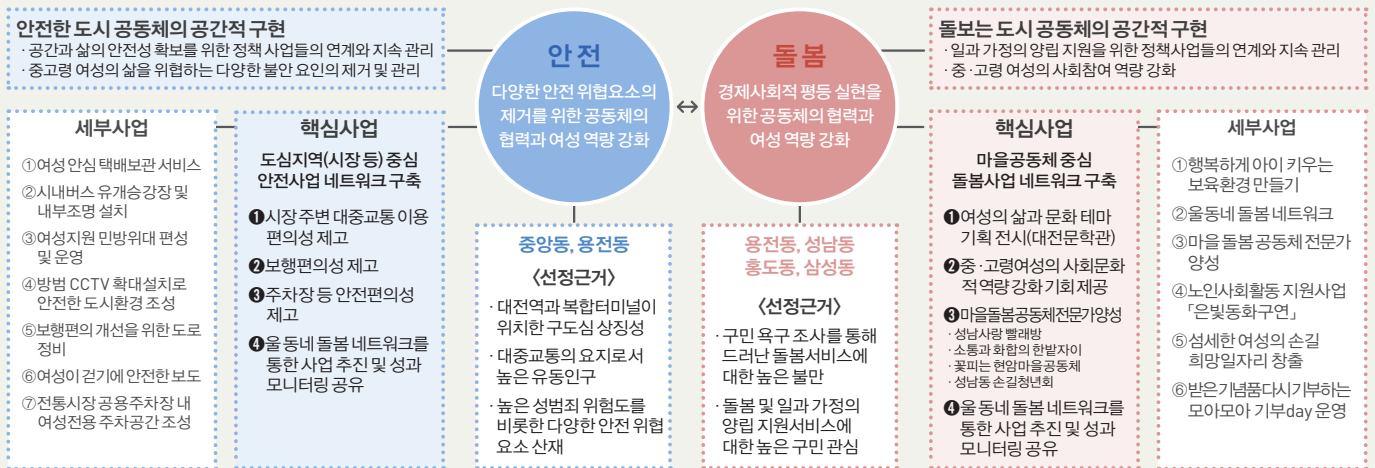 안전한 도시 공동체의 공간적 구현
· 공간과 삶의 안전성 확보를 위한 정책 사업들의 연계와 지속 관리
· 중고령 여성의 삶을 위협하는 다양한 불안 요인의 제거 및 관리
세부사업
①여성 안심 택배보관 서비스
②시내버스 유개승강장 및
내부조명 설치
③여성지원 민방위대 편성
및 운영
④방범 CCTV 확대설치로
안전한 도시환경 조성
⑤보행편의 개선을 위한 도로
정비
⑥여성이 걷기에 안전한 보도
⑦전통시장 공용주차장 내
여성전용 주차공간 조성
핵심사업
도심지역(시장 등) 중심
안전사업 네트워크 구축
❶시장 주변 대중교통 이용
편의성 제고
❷보행편의성 제고
❸주차장 등 안전편의성
제고
❹울 동네 돌봄 네트워크를
통한 사업 추진 및 성과
모니터링 공유
안전
다양한 안전 위협요소의
제거를 위한 공동체의
협력과 여성 역량 강화
중앙동, 용전동
〈선정근거〉
· 대전역과 복합터미널이
위치한 구도심 상징성
· 대중교통의 요지로서
높은 유동인구
· 높은 성범죄 위험도를
비롯한 다양한 안전 위협
요소 산재
↔
돌봄
경제사회적 평등 실현을
위한 공동체의 협력과
여성 역량 강화
용전동, 성남동
홍도동, 삼성동
〈선정근거〉
· 구민 욕구 조사를 통해
드러난 돌봄서비스에
대한 높은 불만
· 돌봄 및 일과 가정의
양립 지원서비스에
대한 높은 구민 관심
돌보는 도시 공동체의 공간적 구현
· 일과 가정의 양립 지원을 위한 정책사업들의 연계와 지속 관리
· 중·고령 여성의 사회참여 역량 강화
핵심사업
마을공동체 중심
돌봄사업 네트워크 구축
❶여성의 삶과 문화 테마
기획 전시(대전문학관)
❷중·고령여성의 사회문화
적 역량 강화 기회 제공
❸마을돌봄공동체전문가양성
· 성남사랑 빨래방
· 소통과 화합의 한밭자이
· 꽃피는 현암마을공동체
· 성남동 손길청년회
❹울 동네 돌봄 네트워크를
통한 사업 추진 및 성과
모니터링 공유
세부사업
①행복하게 아이 키우는
보육환경 만들기
②울동네 돌봄 네트워크
③마을 돌봄 공동체 전문가
양성
④노인사회활동 지원사업
「은빛동화구연」
⑤섬세한 여성의 손길
희망일자리 창출
⑥받은기념품다시기부하는
모아모아 기부day 운영